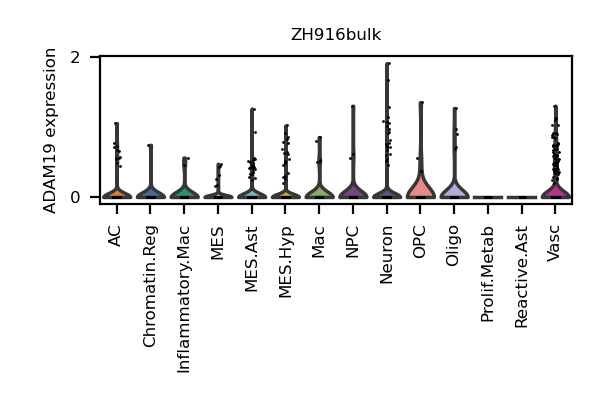 ZH916bulk
ADAM19 expression
2
0
AC
Chromatin.Reg
Inflammatory.Mac
MES
MES.Ast
MES.Hyp
Mac
NPC
Neuron
OPC
Oligo
Prolif.Metab
Reactive.Ast
Vasc